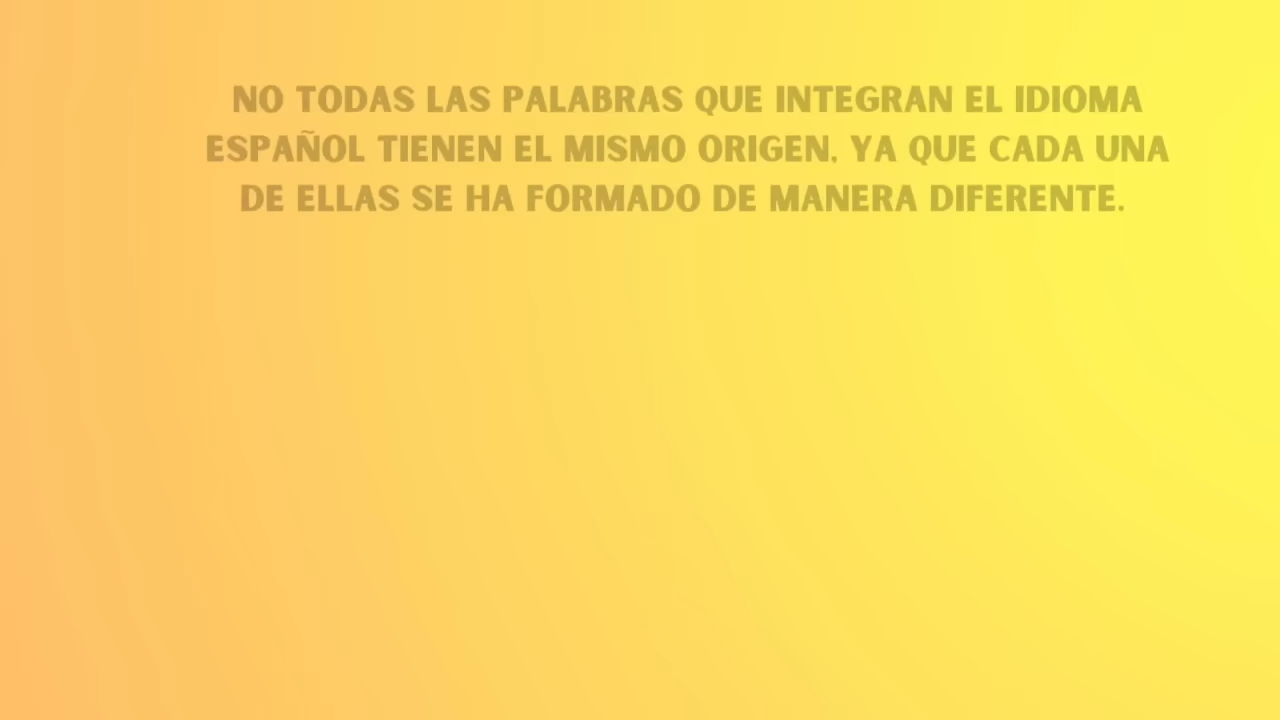 NO TODAS LAS PALABRAS QUE INTEGRAN EL IDIOMA
ESPAÑOL TIENEN EL MISMO ORIGEN, YA QUE CADA UNA
DE ELLAS SE HA FORMADO DE MANERA DIFERENTE.